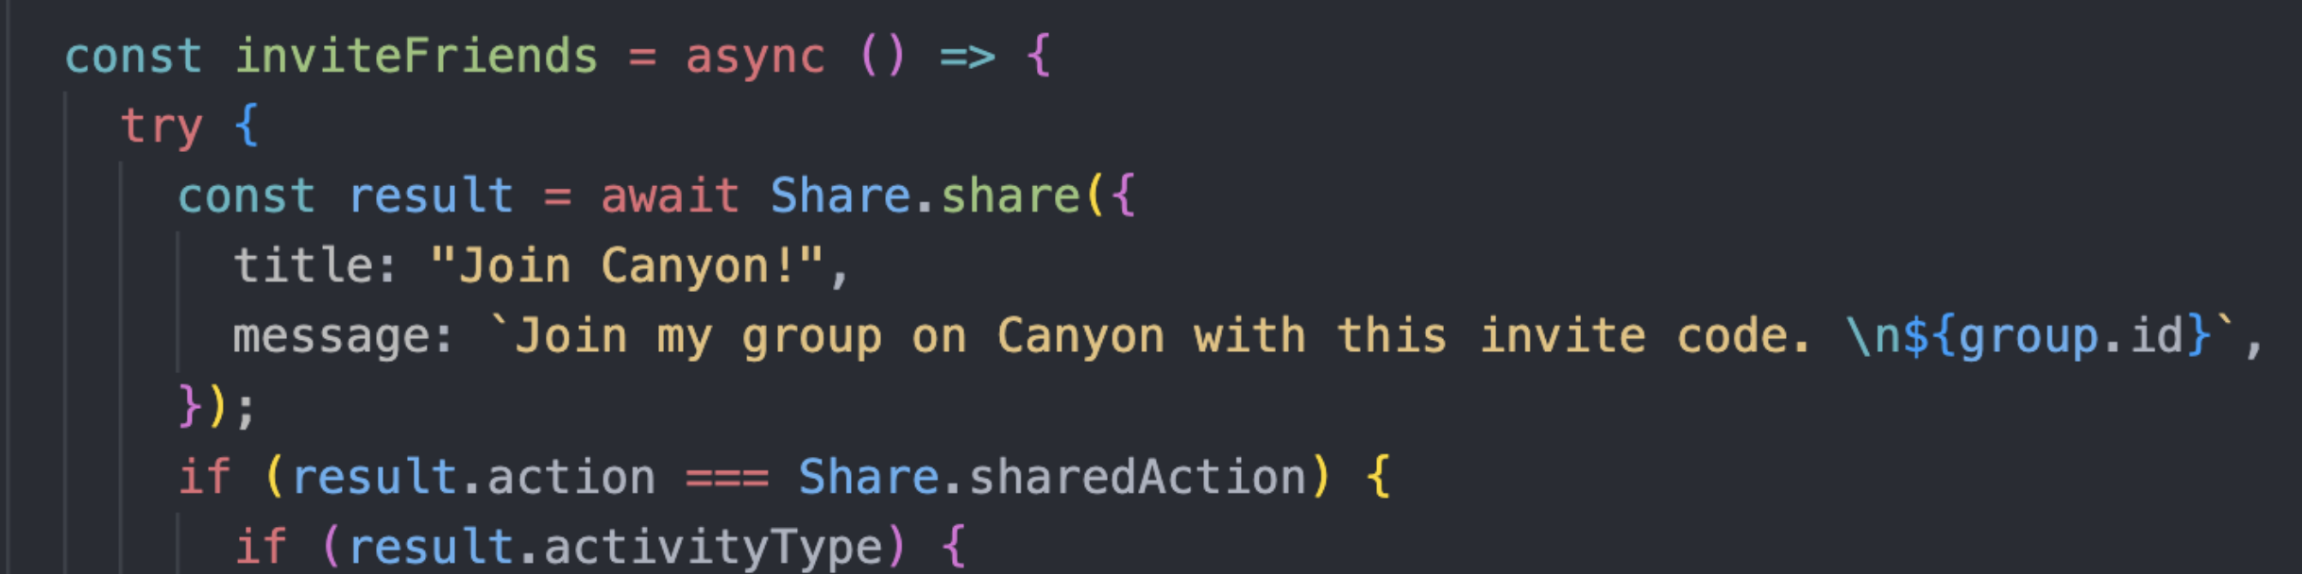 const inviteFriends = async () => {
try {
const result = await Share.share({
title: "Join Canyon!",
message: `Join my group on Canyon with this invite code. \n${group.id}`,
});
if (result.action === Share.sharedAction) {
if (result.activityType) {